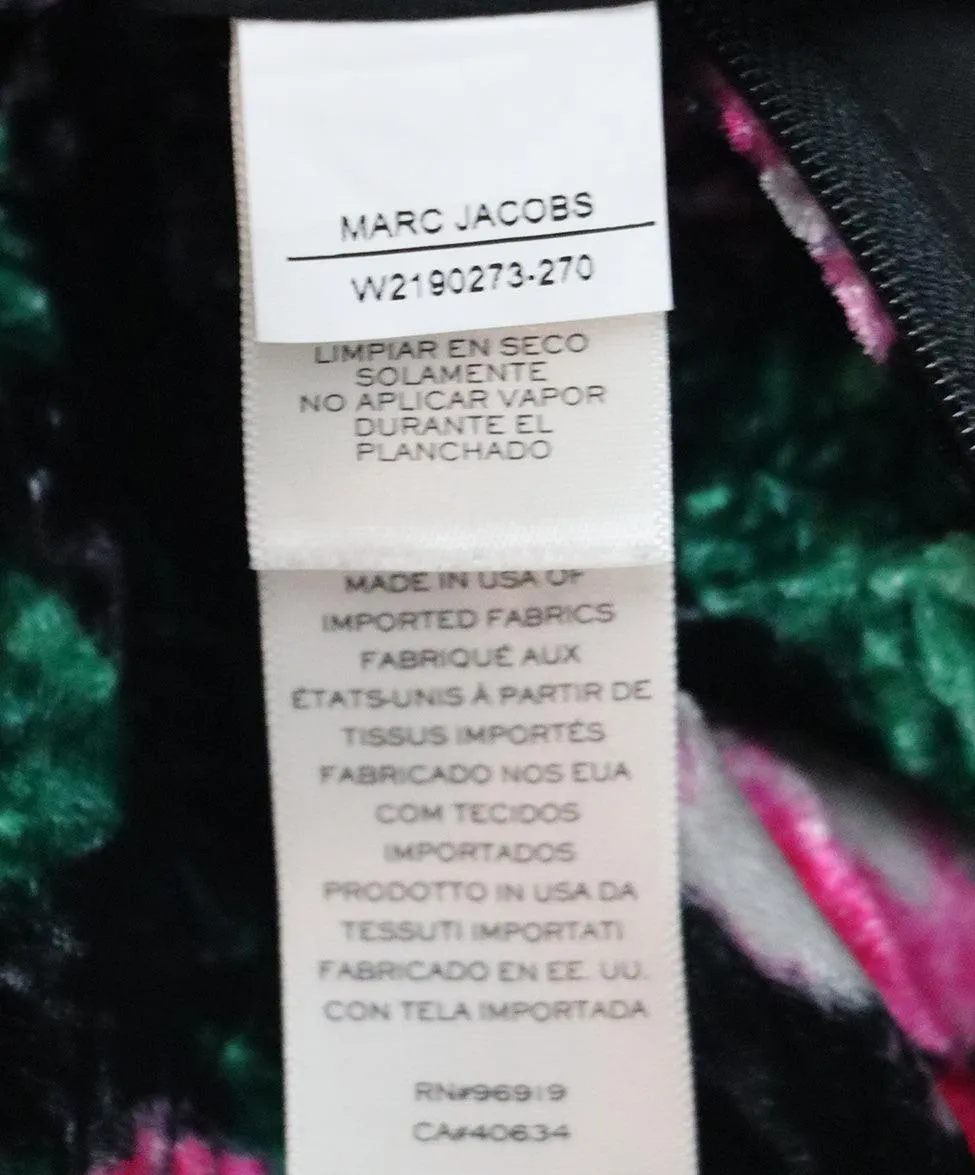 MARC JACOBS
W2190273-270
LIMPIAR EN SECO
SOLAMENTE
NO APLICAR VAPOR
DURANTE EL
PLANCHADO
MADE IN USA OF
IMPORTED FABRICS
FABRIQUÉ AUX
ÉTATS-UNIS À PARTIR DE
TISSUS IMPORTÉS
FABRICADO NOS EUA
COM TECIDOS
IMPORTADOS
PRODOTTO IN USA DA
TESSUTI IMPORTATI
FABRICADO EN EE. UU.
CON TELA IMPORTADA
RN#96919
CA#40634